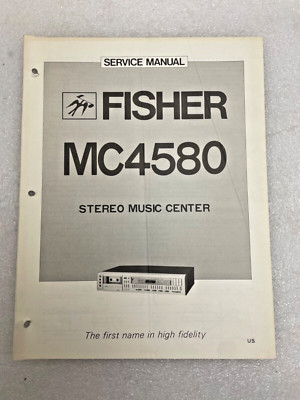 SERVICE MANUAL
FISHER
MC4580
STEREO MUSIC CENTER
The first name in high fidelity
US